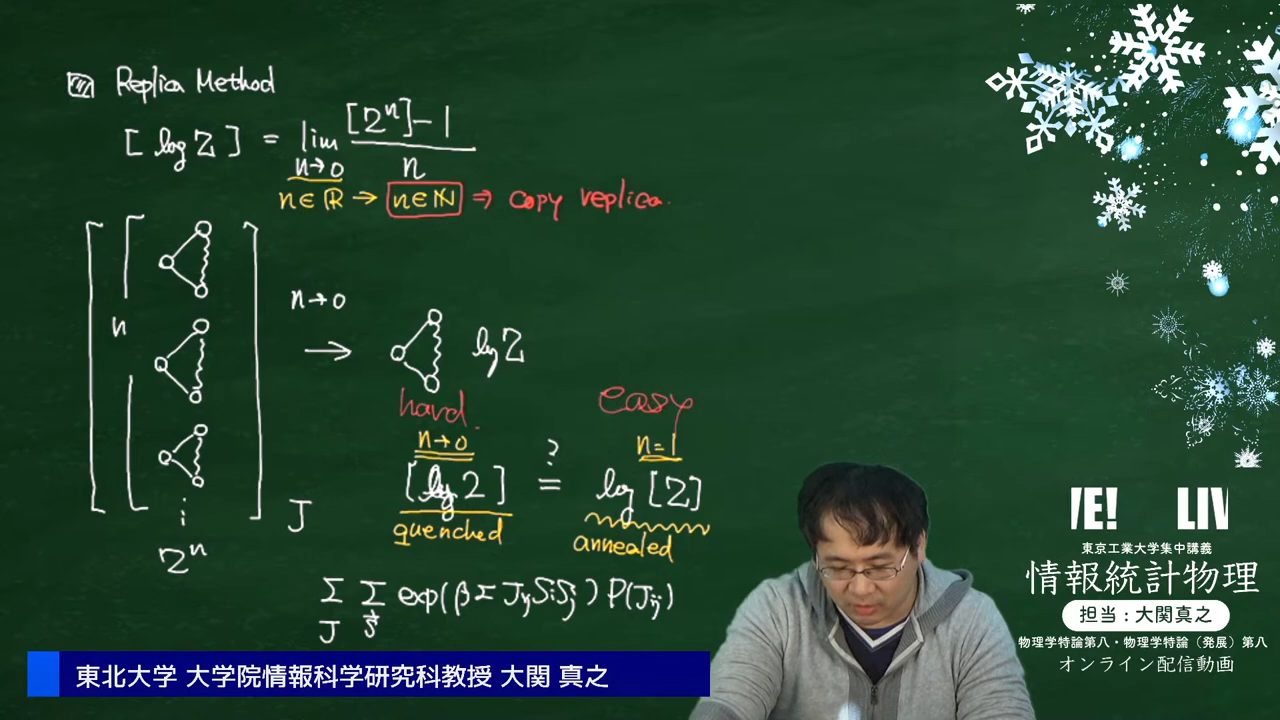 Replica Method
[ log Z ] = lim n→0 [Z^n]-1 / n
n∈ℝ → n∈ℕ ⇒ copy replica.
n
n→0
→ log Z
hard.
easy
n→0
?
n=1
[log Z] = log [Z]
quenched
annealed
J
Z^n
Σ Σ exp(βΣ J_ij S_i S_j) P(J_ij)
J S
VE! LIV
東京工業大学集中講義
情報統計物理
担当：大関真之
物理学特論第八・物理学特論（発展）第八
オンライン配信動画
東北大学 大学院情報科学研究科教授 大関 真之